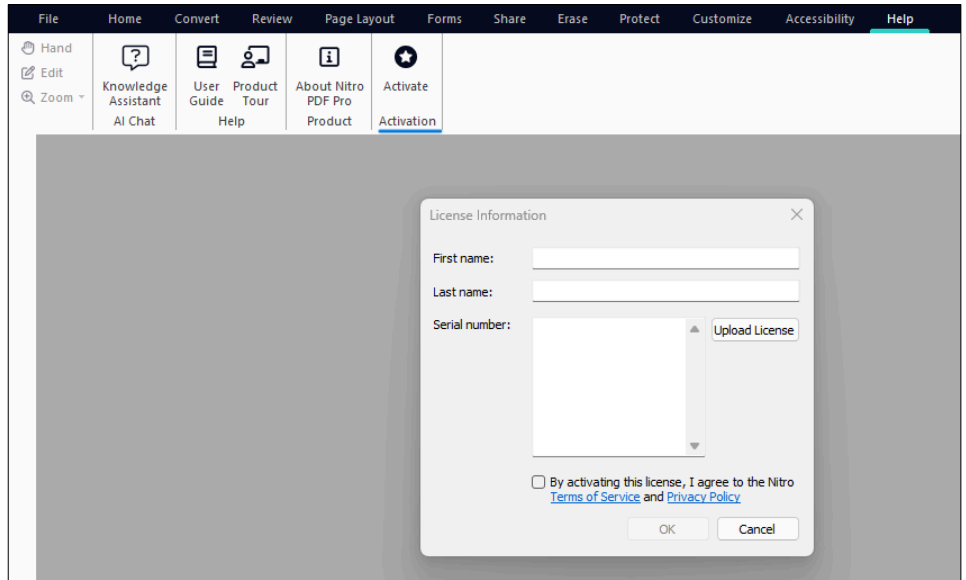 File Home Convert Review Page Layout Forms Share Erase Protect Customize Accessibility Help
Hand
Edit
Zoom
Knowledge Assistant
AI Chat
User Guide
Product Tour
Help
About Nitro PDF Pro
Product
Activate
Activation
License Information
First name:
Last name:
Serial number:
Upload License
By activating this license, I agree to the Nitro
Terms of Service and Privacy Policy
OK Cancel